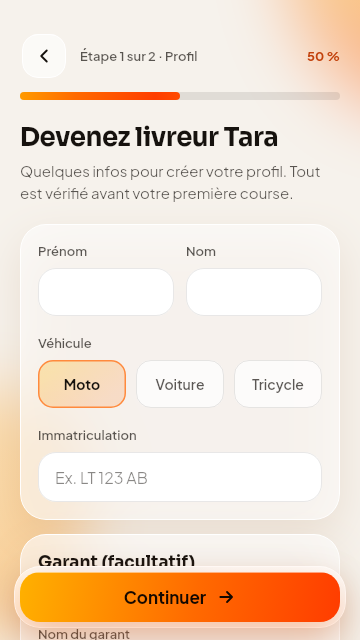 Étape 1 sur 2 · Profil
50 %
Devenez livreur Tara
Quelques infos pour créer votre profil. Tout
est vérifié avant votre première course.
Prénom
Nom
Véhicule
Moto
Voiture
Tricycle
Immatriculation
Ex. LT 123 AB
Garant (facultatif)
Continuer
Nom du garant